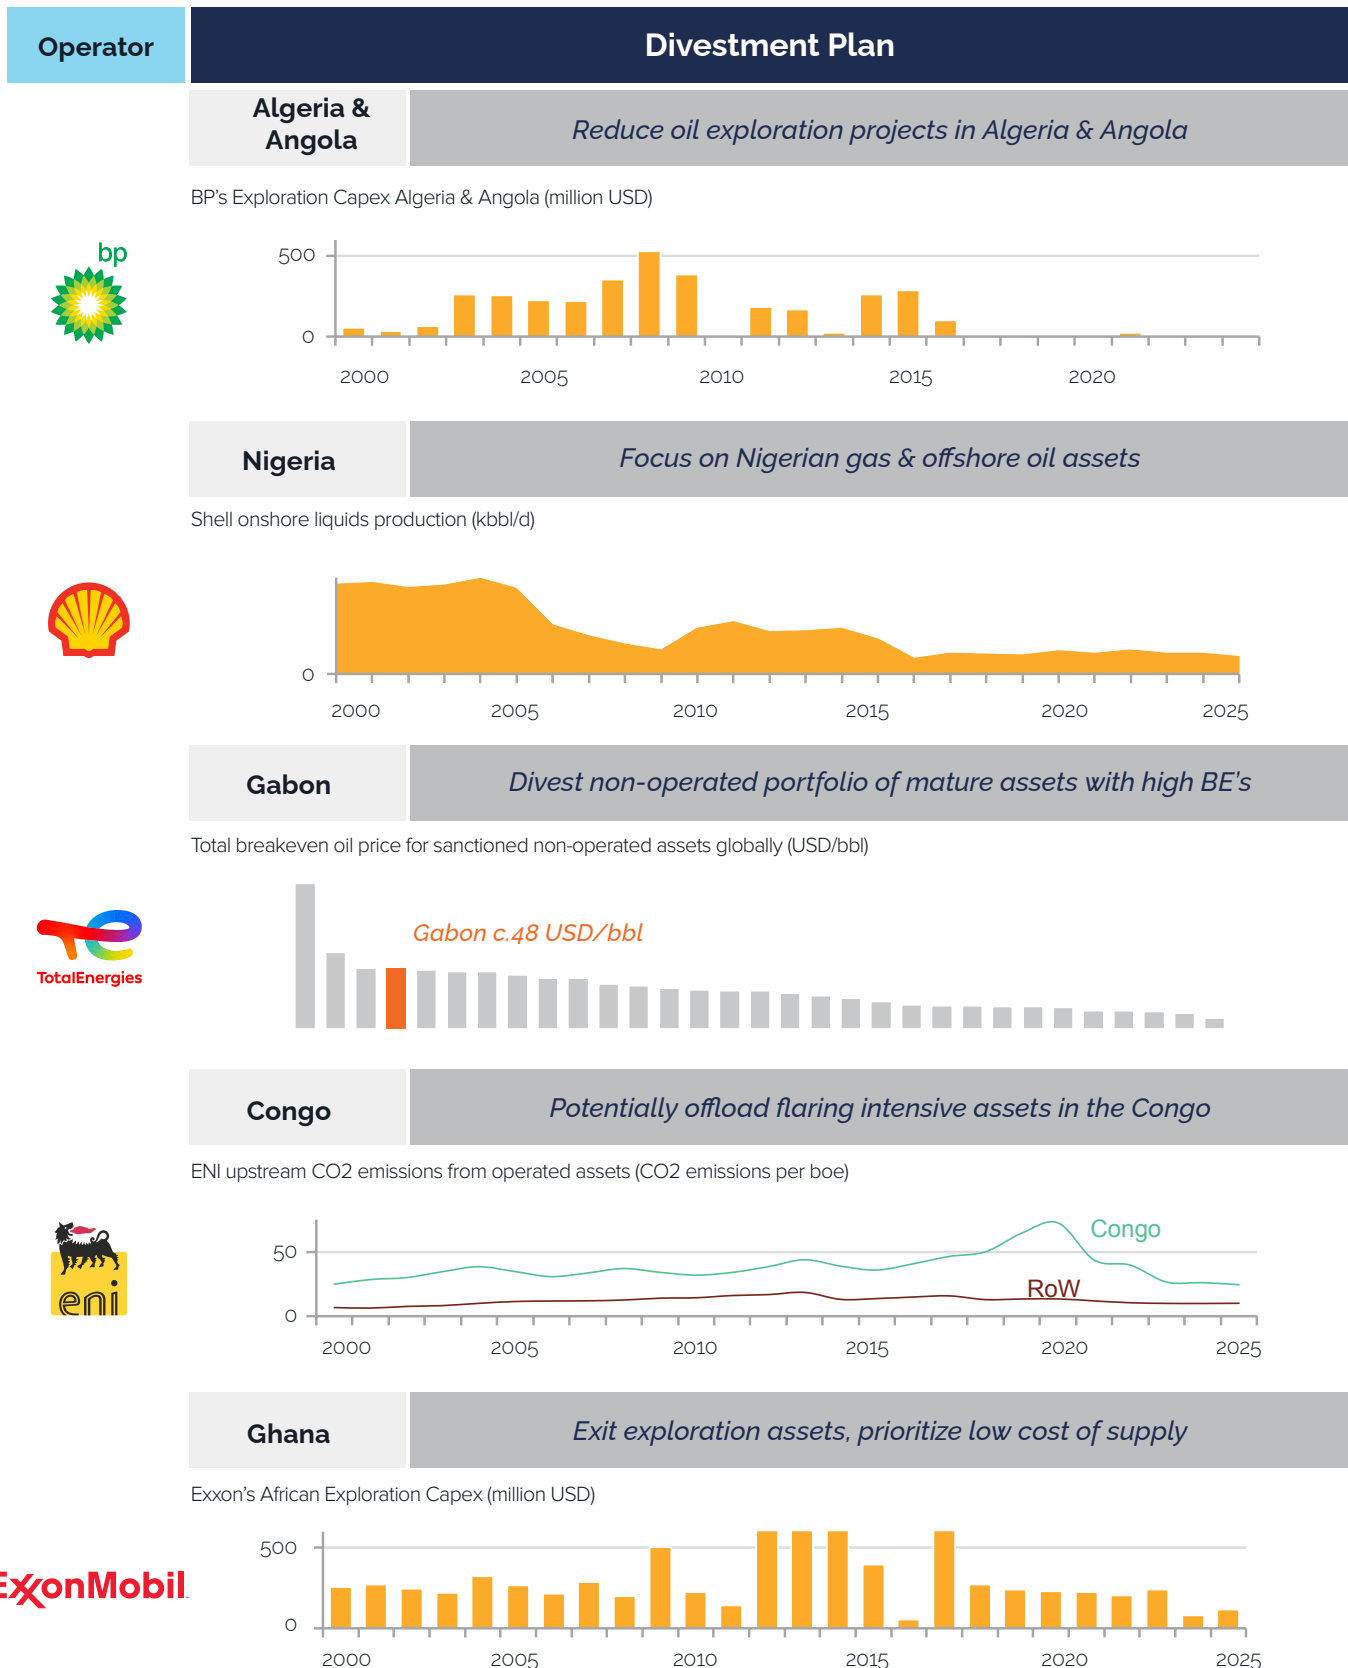 Operator
Divestment Plan
Algeria &
Angola
Reduce oil exploration projects in Algeria & Angola
BP's Exploration Capex Algeria & Angola (million USD)
bp
500
0
2000 2005 2010 2015 2020
Nigeria
Focus on Nigerian gas & offshore oil assets
Shell onshore liquids production (kbbl/d)
0
2000 2005 2010 2015 2020 2025
Gabon
Divest non-operated portfolio of mature assets with high BE's
Total breakeven oil price for sanctioned non-operated assets globally (USD/bbl)
TotalEnergies
Gabon c.48 USD/bbl
Congo
Potentially offload flaring intensive assets in the Congo
ENI upstream CO2 emissions from operated assets (CO2 emissions per boe)
eni
Congo
50
RoW
0
2000 2005 2010 2015 2020 2025
Ghana
Exit exploration assets, prioritize low cost of supply
Exxon's African Exploration Capex (million USD)
500
ExxonMobil
0
2000 2005 2010 2015 2020 2025